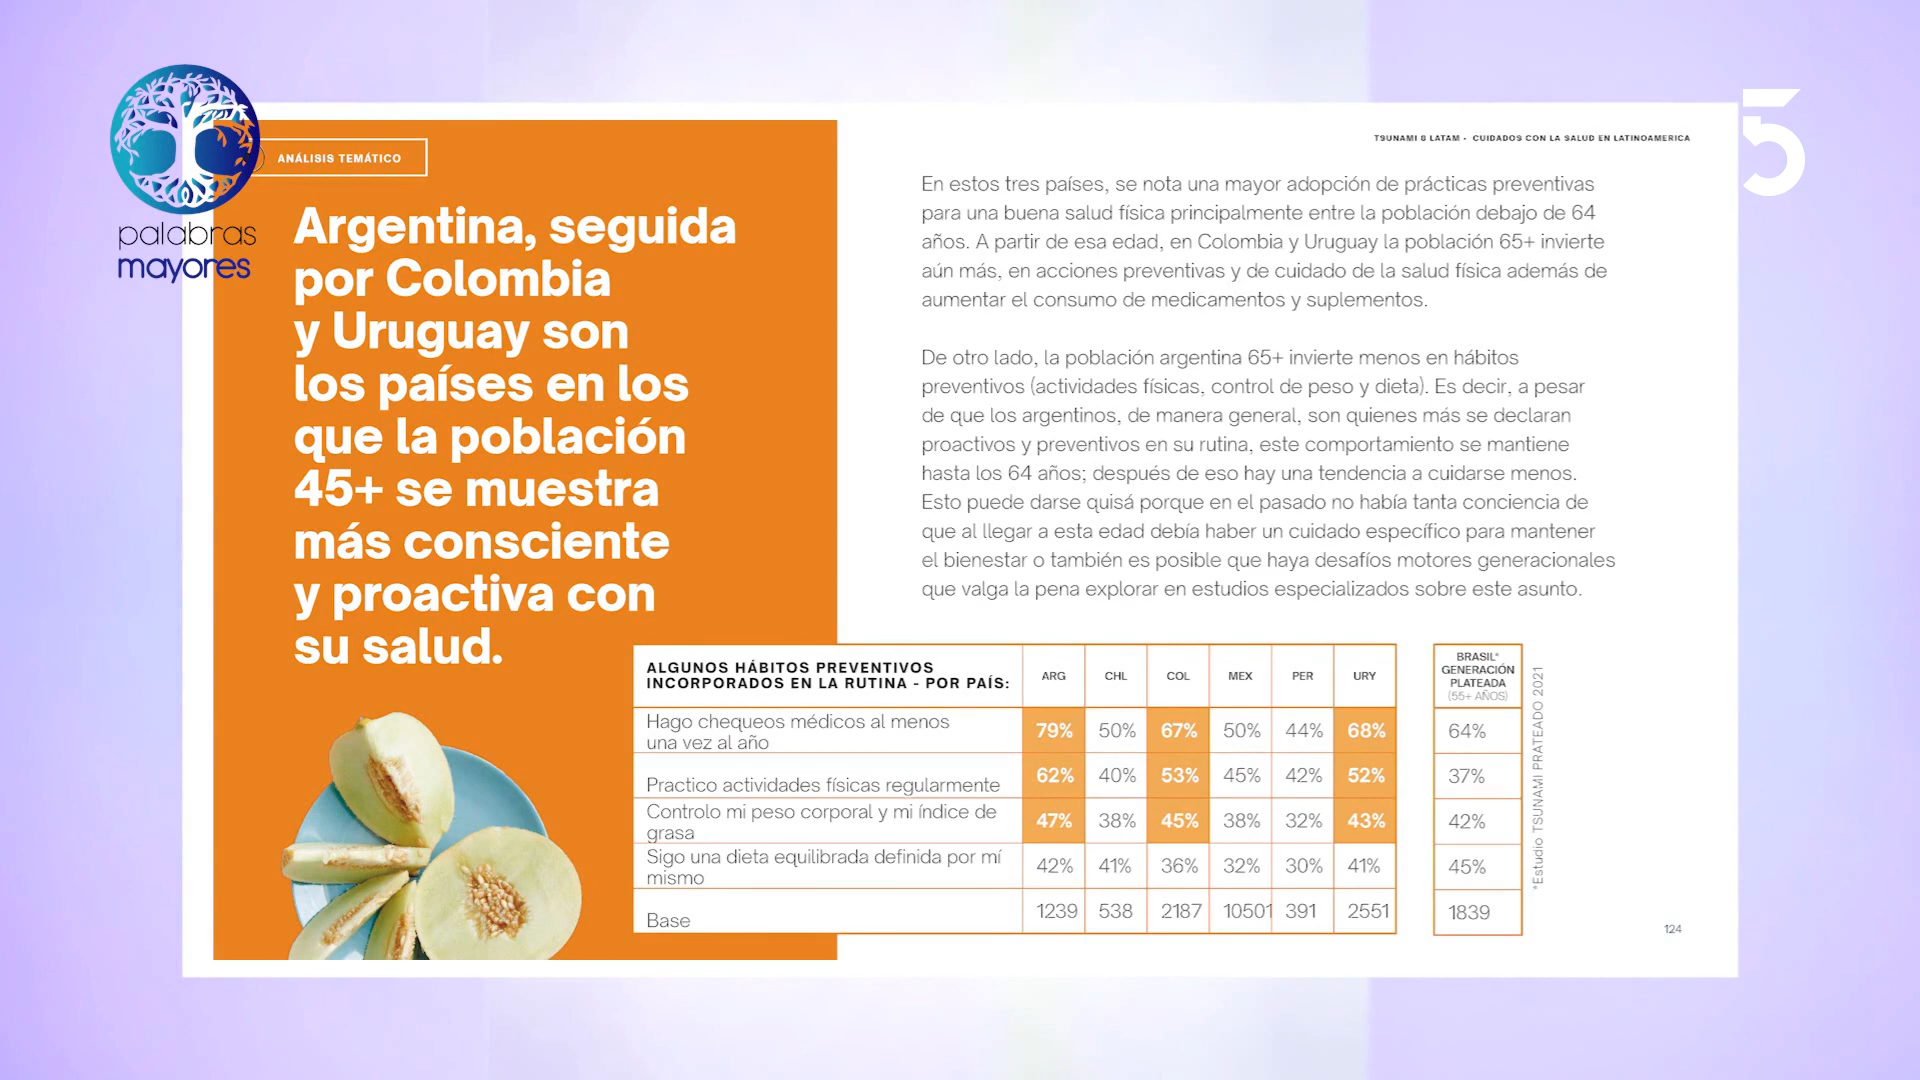 palabras
mayores
5
ANÁLISIS TEMÁTICO
Argentina, seguida
por Colombia
y Uruguay son
los países en los
que la población
45+ se muestra
más consciente
y proactiva con
su salud.
TSUNAMI 8 LATAM - CUIDADOS CON LA SALUD EN LATINOAMERICA
En estos tres países, se nota una mayor adopción de prácticas preventivas
para una buena salud física principalmente entre la población debajo de 64
años. A partir de esa edad, en Colombia y Uruguay la población 65+ invierte
aún más, en acciones preventivas y de cuidado de la salud física además de
aumentar el consumo de medicamentos y suplementos.
De otro lado, la población argentina 65+ invierte menos en hábitos
preventivos (actividades físicas, control de peso y dieta). Es decir, a pesar
de que los argentinos, de manera general, son quienes más se declaran
proactivos y preventivos en su rutina, este comportamiento se mantiene
hasta los 64 años; después de eso hay una tendencia a cuidarse menos.
Esto puede darse quisá porque en el pasado no había tanta conciencia de
que al llegar a esta edad debía haber un cuidado específico para mantener
el bienestar o también es posible que haya desafíos motores generacionales
que valga la pena explorar en estudios especializados sobre este asunto.
ALGUNOS HÁBITOS PREVENTIVOS
INCORPORADOS EN LA RUTINA - POR PAÍS:
ARG CHL COL MEX PER URY
Hago chequeos médicos al menos
una vez al año
79% 50% 67% 50% 44% 68%
Practico actividades físicas regularmente
62% 40% 53% 45% 42% 52%
Controlo mi peso corporal y mi índice de
grasa
47% 38% 45% 38% 32% 43%
Sigo una dieta equilibrada definida por mí
mismo
42% 41% 36% 32% 30% 41%
Base
1239 538 2187 10501 391 2551
BRASIL*
GENERACIÓN
PLATEADA
(55+ AÑOS)
64%
37%
42%
45%
1839
*Estudio TSUNAMI PRATEADO 2021
124